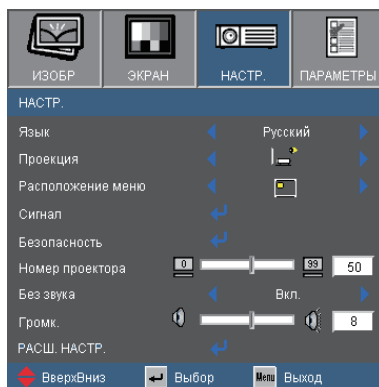 ИЗОБР ЭКРАН НАСТР. ПАРАМЕТРЫ
НАСТР.
Язык Русский
Проекция
Расположение меню
Сигнал
Безопасность
Номер проектора 0 99 50
Без звука Вкл.
Громк. 8
РАСШ. НАСТР.
ВверхВниз Выбор Menu Выход